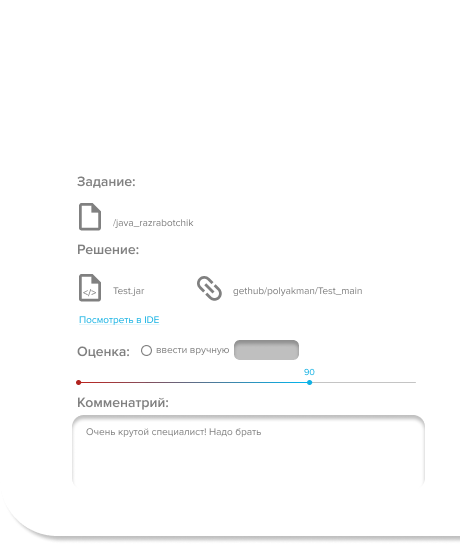 Задание:
/java_razrabotchik
Решение:
</>
Test.jar
gethub/polyakman/Test_main
Посмотреть в IDE
Оценка:
ввести вручную
90
Комменатрий:
Очень крутой специалист! Надо брать